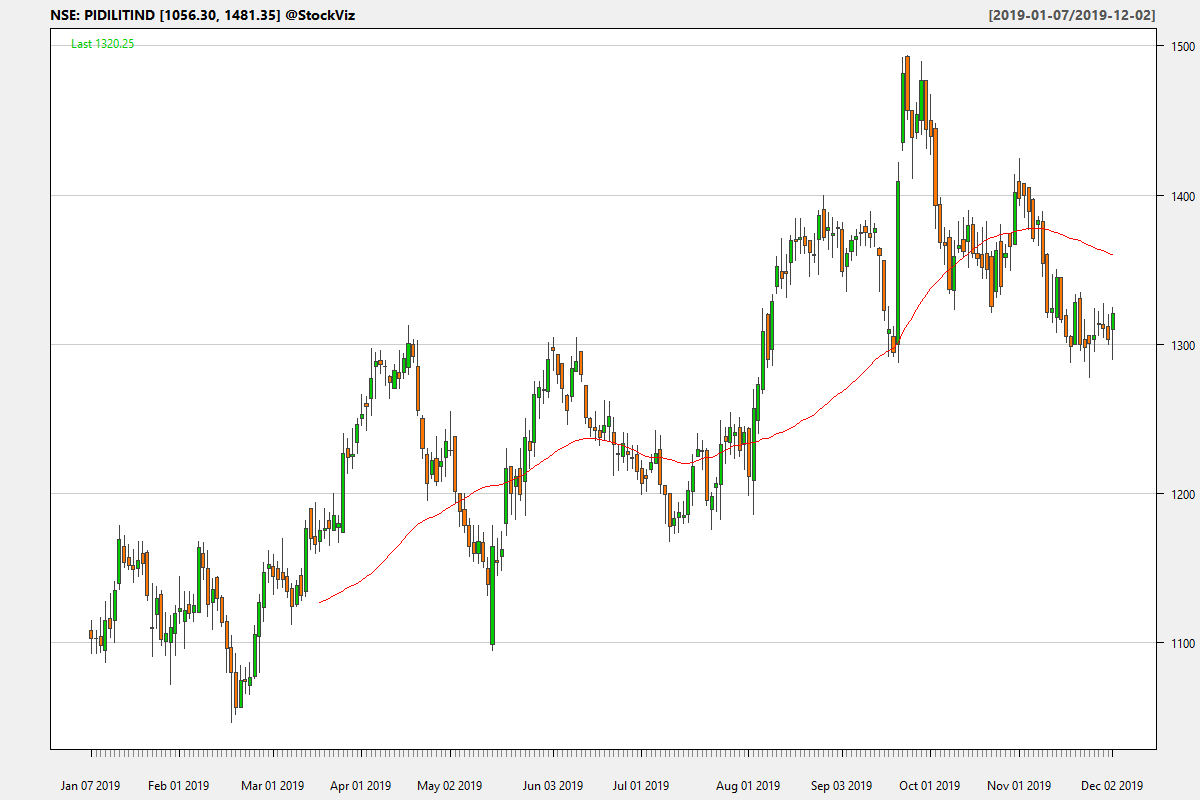 NSE: PIDILITIND [1056.30, 1481.35] @StockViz
[2019-01-07/2019-12-02]
Last 1320.25
1500
1400
1300
1200
1100
Jan 07 2019
Feb 01 2019
Mar 01 2019
Apr 01 2019
May 02 2019
Jun 03 2019
Jul 01 2019
Aug 01 2019
Sep 03 2019
Oct 01 2019
Nov 01 2019
Dec 02 2019